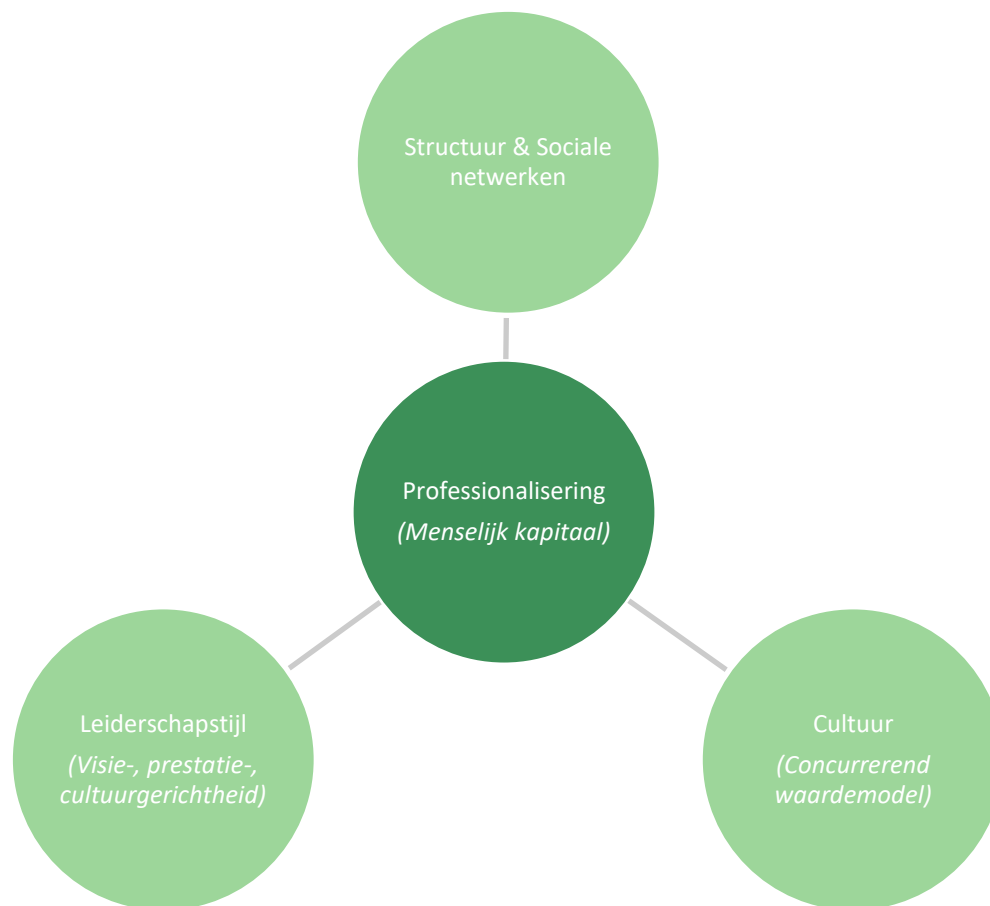 Structuur & Sociale
netwerken
Professionalisering
(Menselijk kapitaal)
Leiderschapstijl
(Visie-, prestatie-,
cultuurgerichtheid)
Cultuur
(Concurrerend
waardemodel)